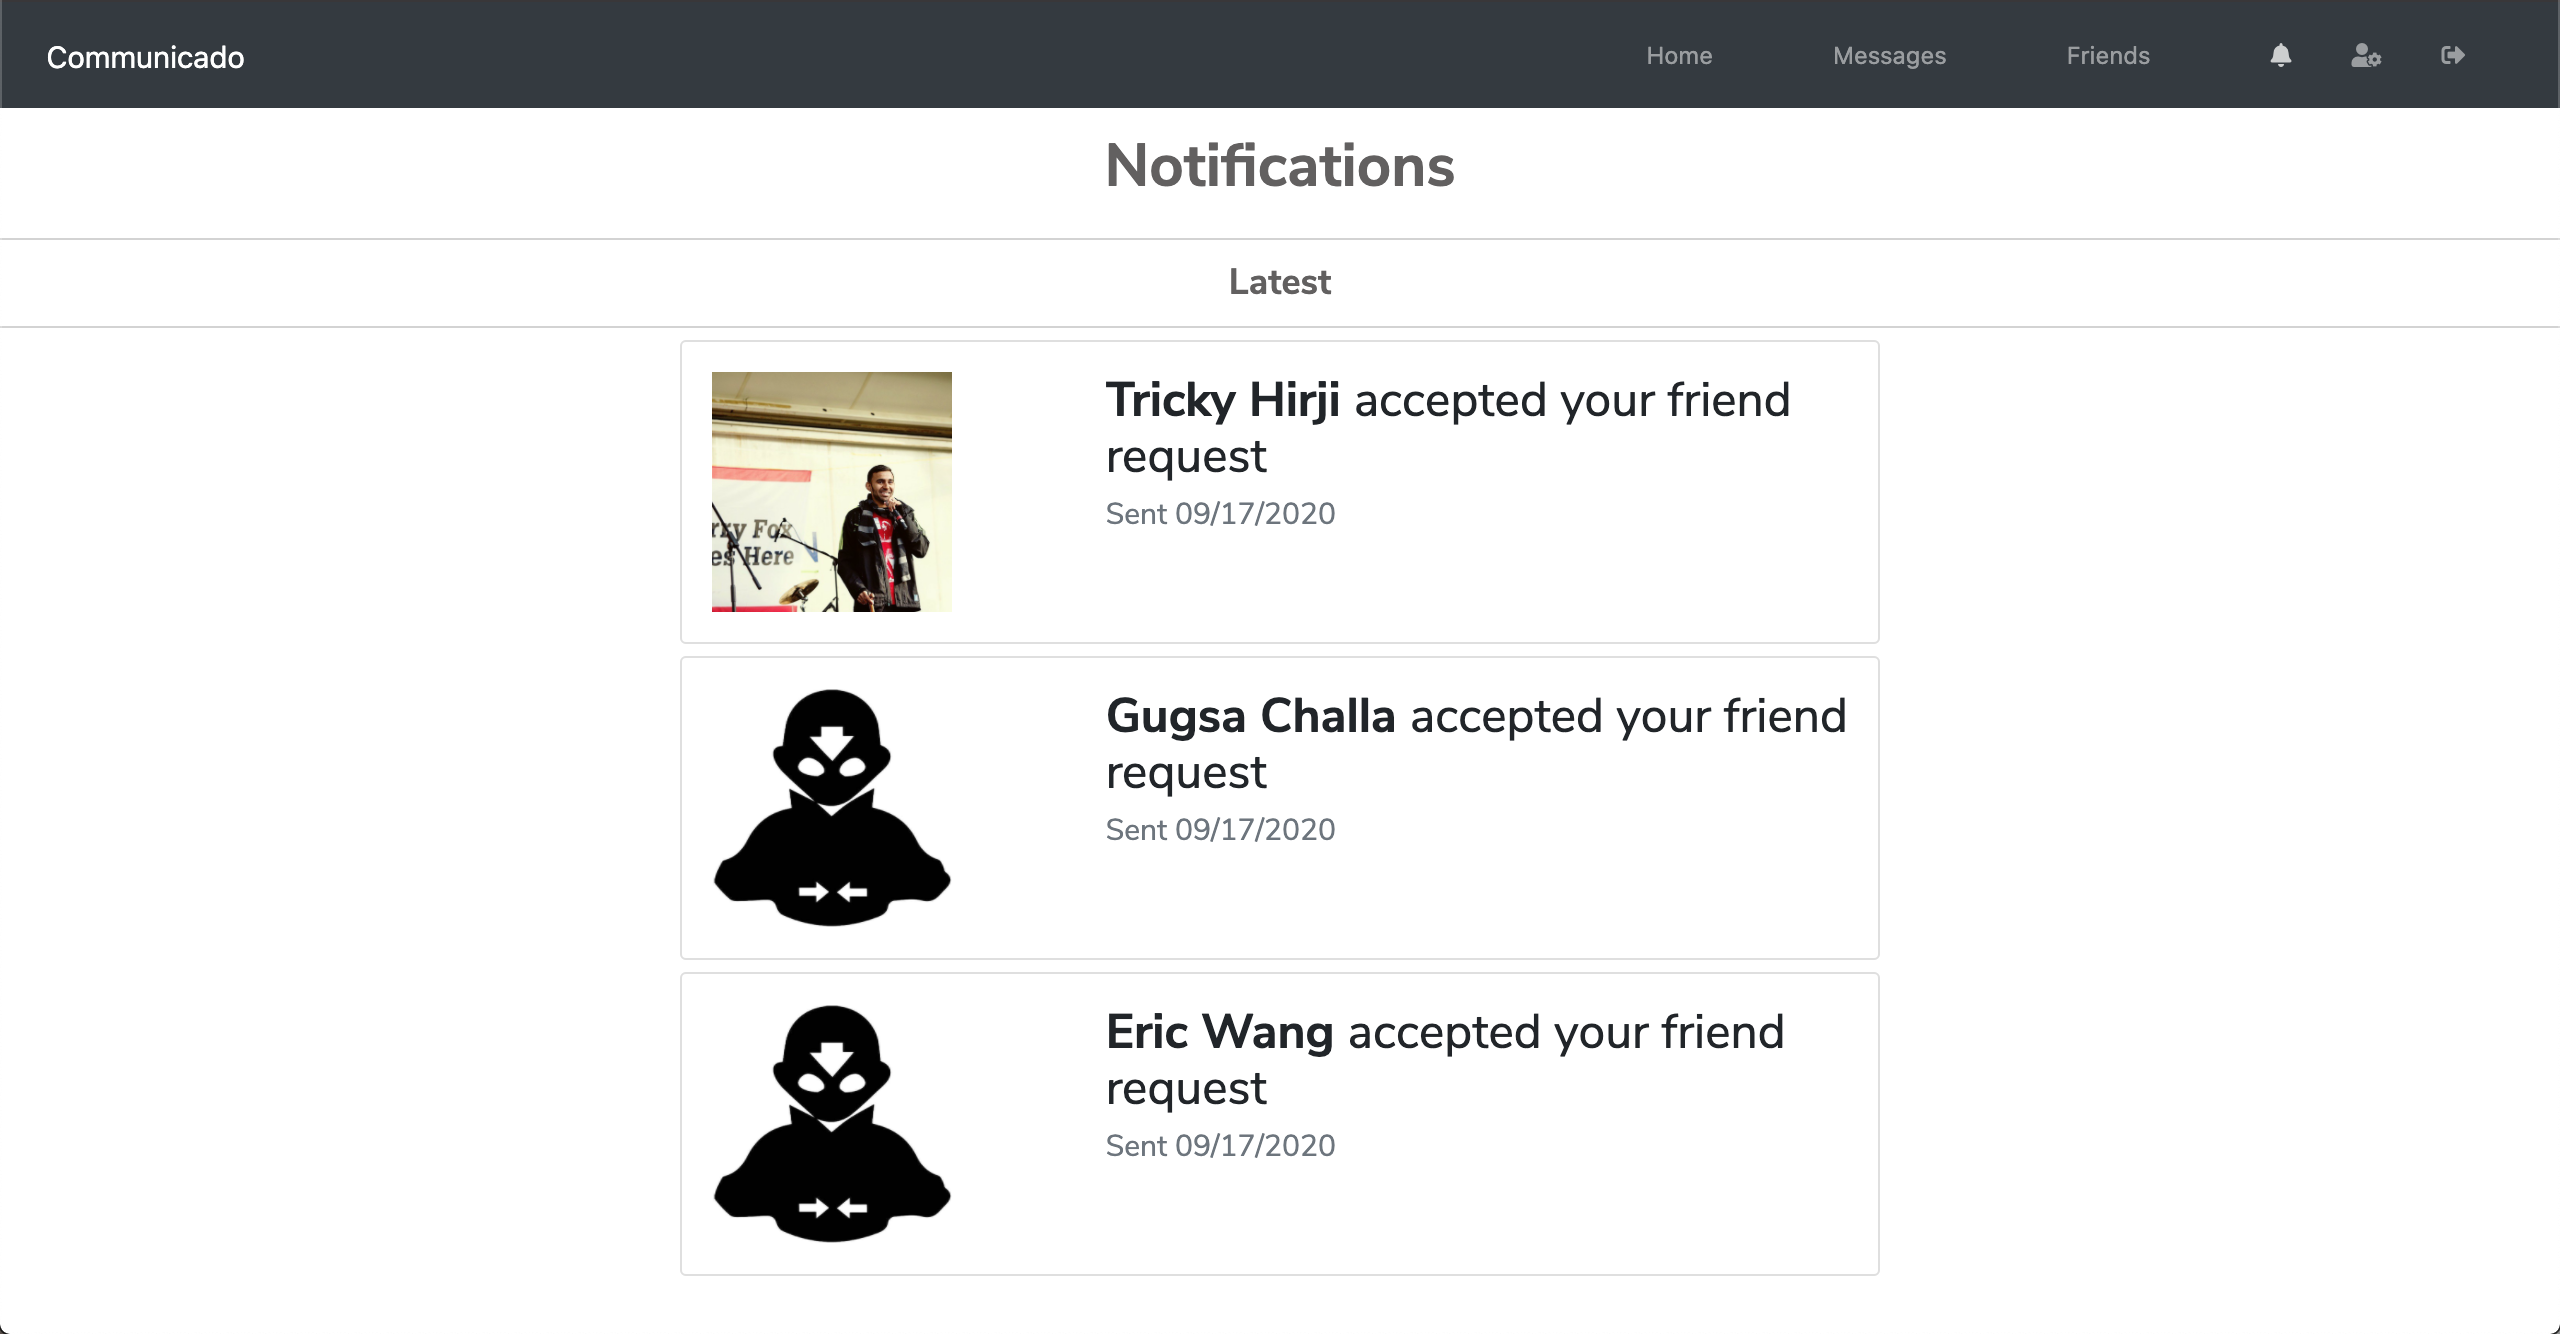 Communicado
Home
Messages
Friends
Notifications
Latest
Tricky Hirji accepted your friend
request
Sent 09/17/2020
rry Fox
es Here
Gugsa Challa accepted your friend
request
Sent 09/17/2020
Eric Wang accepted your friend
request
Sent 09/17/2020